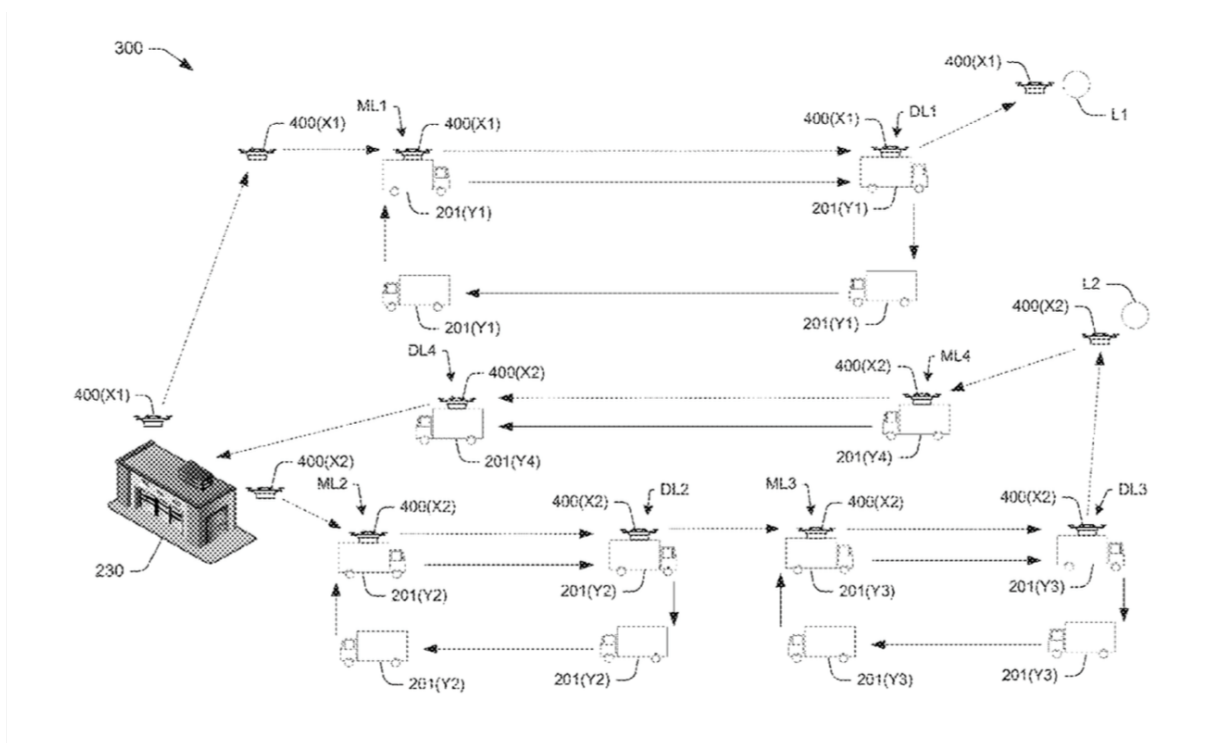 300
400(X1)
L1
ML1
400(X1)
400(X1)
400(X1)
DL1
201(Y1)
201(Y1)
201(Y1)
201(Y1)
L2
400(X2)
DL4
400(X2)
400(X2)
ML4
400(X1)
201(Y4)
201(Y4)
400(X2)
ML2
400(X2)
400(X2)
DL2
ML3
400(X2)
400(X2)
DL3
230
201(Y2)
201(Y2)
201(Y3)
201(Y3)
201(Y2)
201(Y2)
201(Y3)
201(Y3)